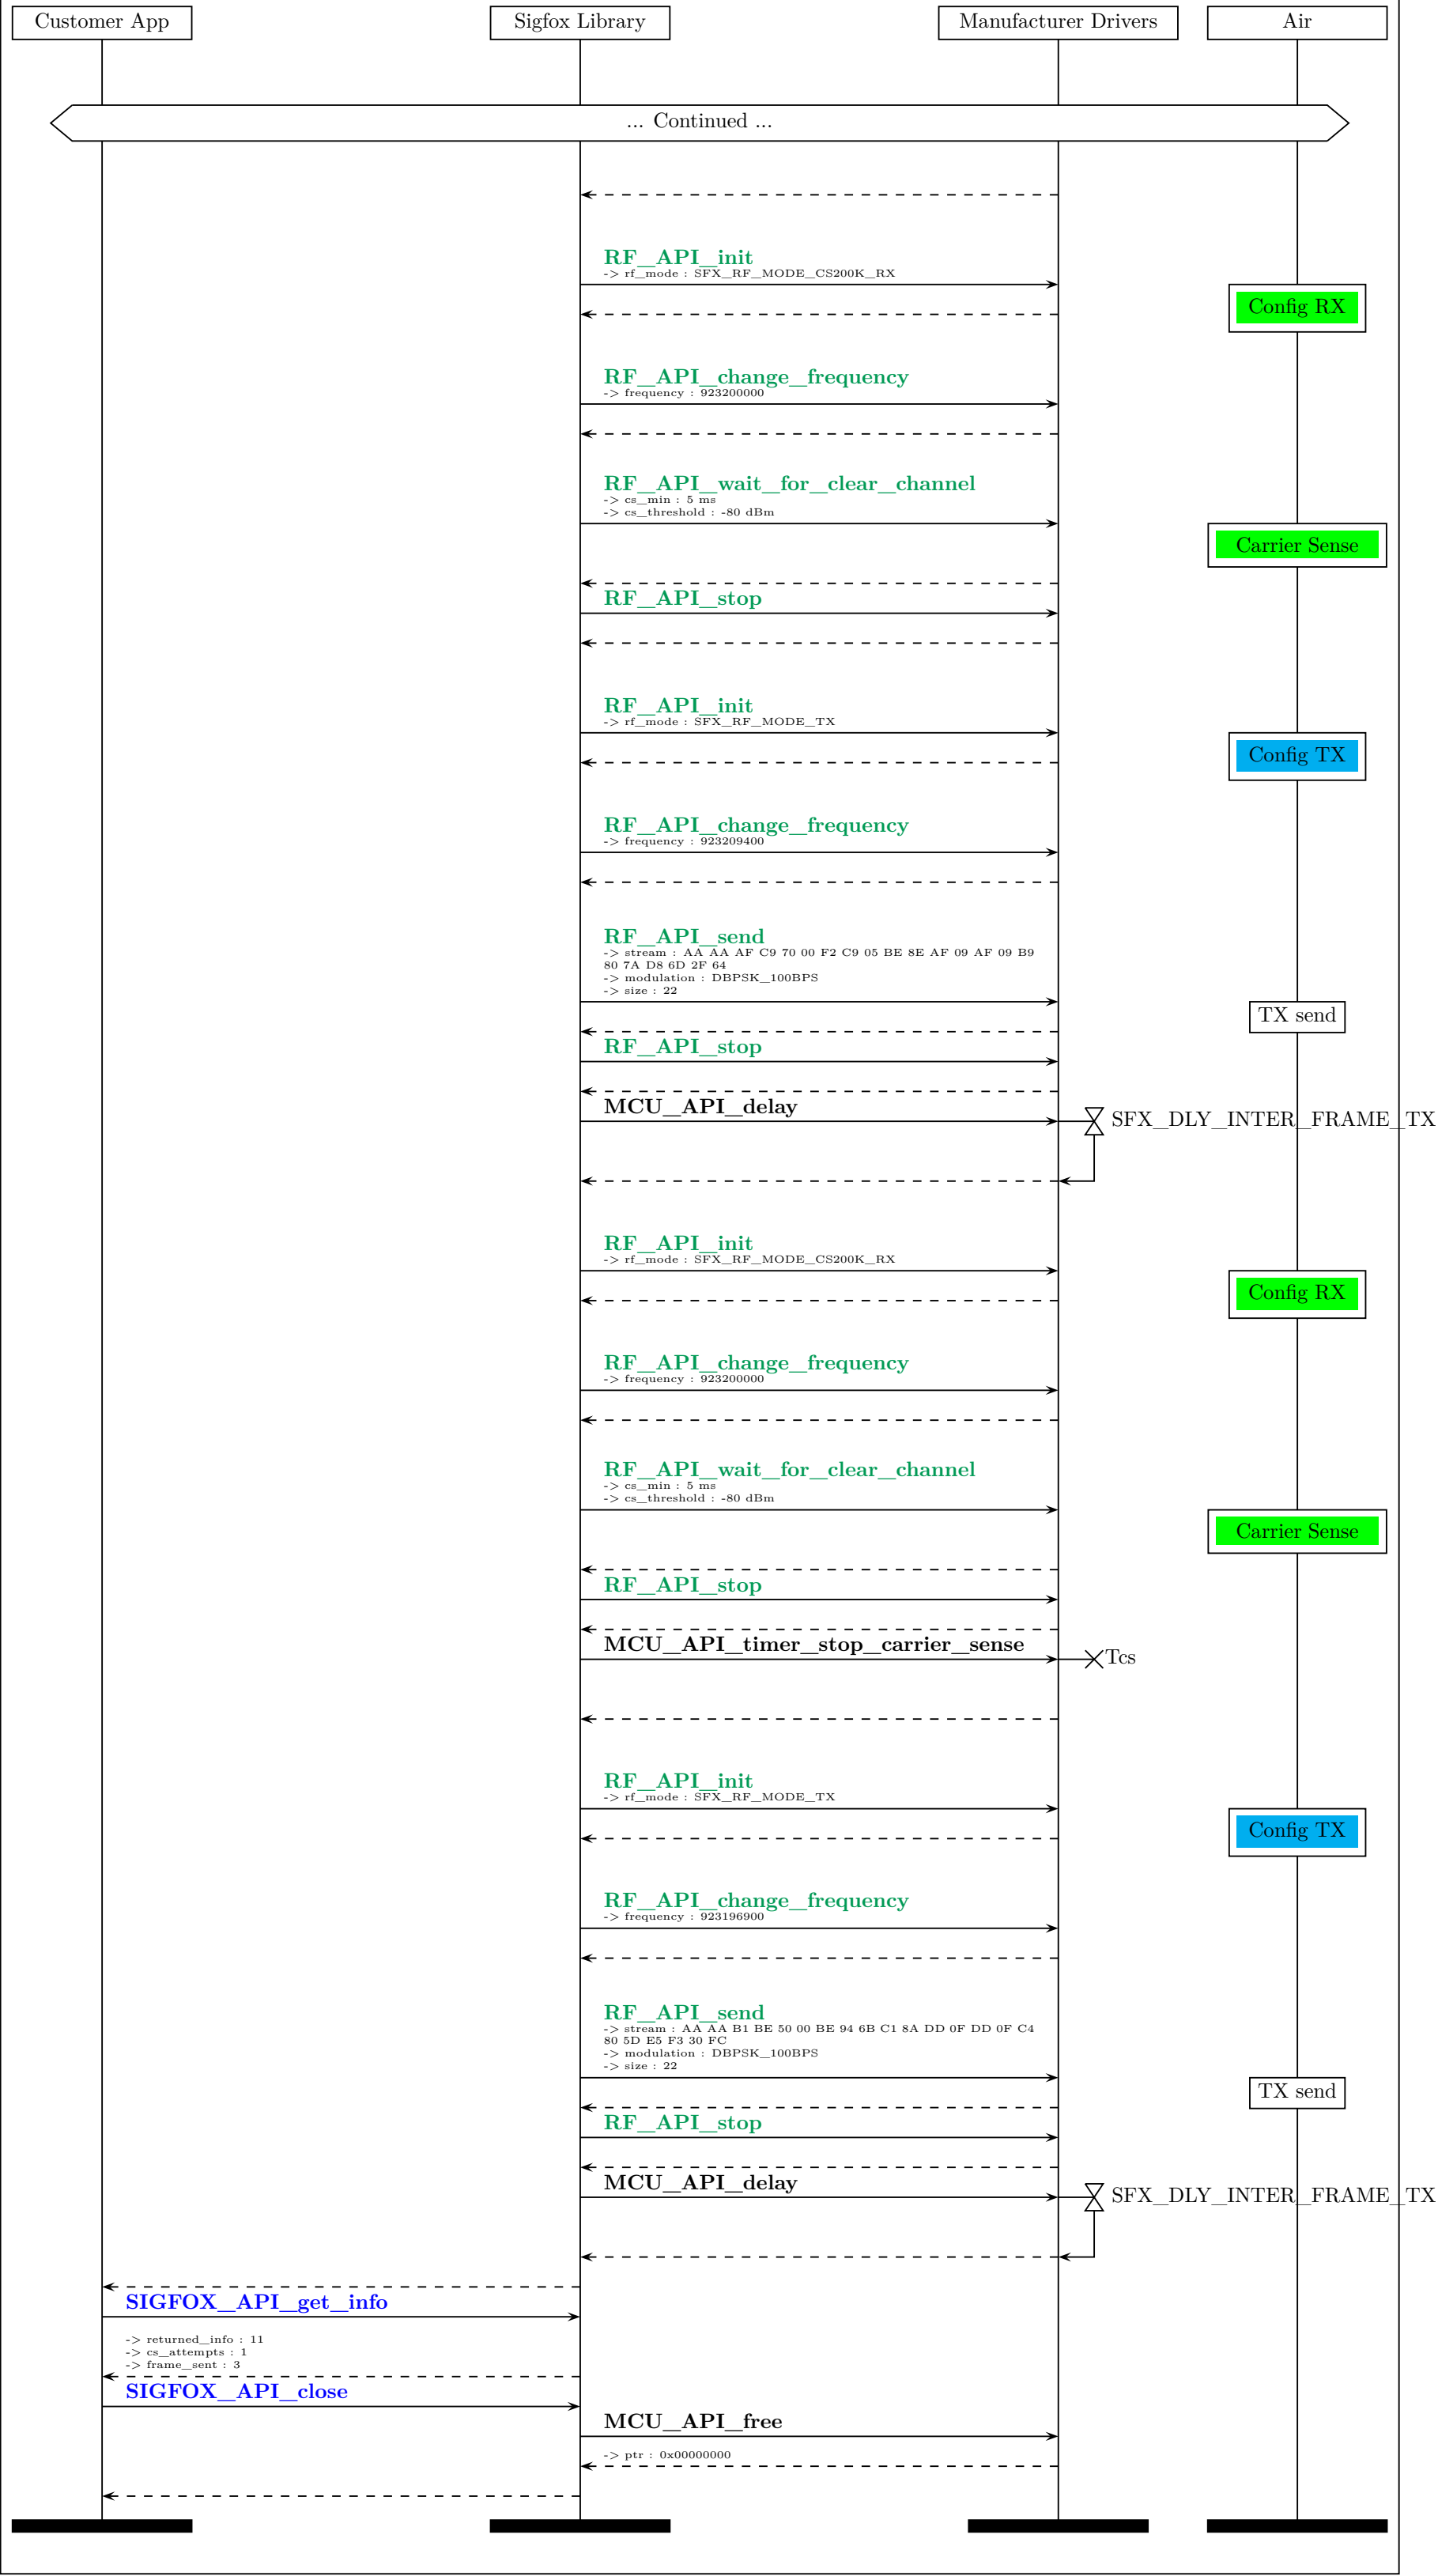 Customer App
Sigfox Library
Manufacturer Drivers
Air
... Continued ...
RF_API_init
-> rf_mode : SFX_RF_MODE_CS200K_RX
Config RX
RF_API_change_frequency
-> frequency : 923200000
RF_API_wait_for_clear_channel
-> cs_min : 5 ms
-> cs_threshold : -80 dBm
Carrier Sense
RF_API_stop
RF_API_init
-> rf_mode : SFX_RF_MODE_TX
Config TX
RF_API_change_frequency
-> frequency : 923209400
RF_API_send
-> stream : AA AA AF C9 70 00 F2 C9 05 BE 8E AF 09 AF 09 B9
80 7A D8 6D 2F 64
-> modulation : DBPSK_100BPS
-> size : 22
TX send
RF_API_stop
MCU_API_delay
SFX_DLY_INTER_FRAME_TX
RF_API_init
-> rf_mode : SFX_RF_MODE_CS200K_RX
Config RX
RF_API_change_frequency
-> frequency : 923200000
RF_API_wait_for_clear_channel
-> cs_min : 5 ms
-> cs_threshold : -80 dBm
Carrier Sense
RF_API_stop
MCU_API_timer_stop_carrier_sense
Tcs
RF_API_init
-> rf_mode : SFX_RF_MODE_TX
Config TX
RF_API_change_frequency
-> frequency : 923196900
RF_API_send
-> stream : AA AA B1 BE 50 00 BE 94 6B C1 8A DD 0F DD 0F C4
80 5D E5 F3 30 FC
-> modulation : DBPSK_100BPS
-> size : 22
TX send
RF_API_stop
MCU_API_delay
SFX_DLY_INTER_FRAME_TX
SIGFOX_API_get_info
-> returned_info : 11
-> cs_attempts : 1
-> frame_sent : 3
SIGFOX_API_close
MCU_API_free
-> ptr : 0x00000000